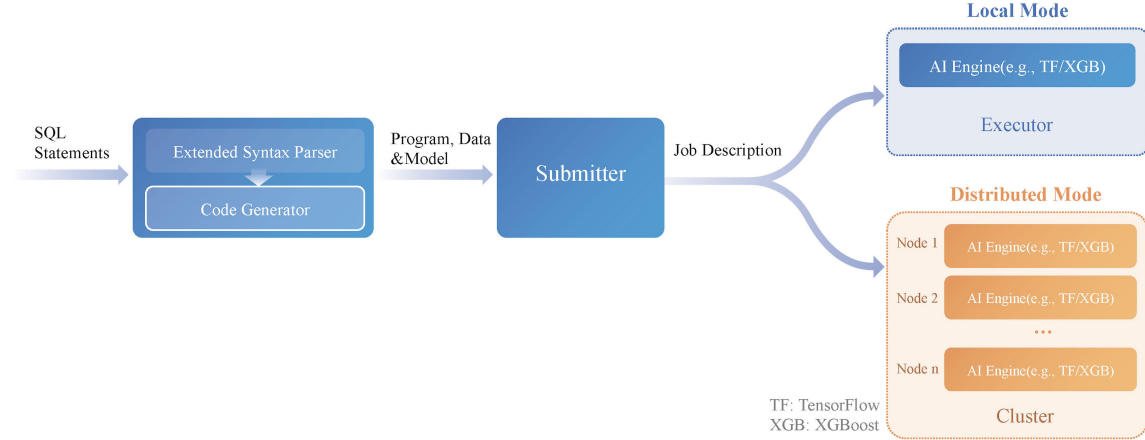 SQL
Statements
Extended Syntax Parser
Code Generator
Program, Data
&Model
Submitter
Job Description
Local Mode
AI Engine(e.g., TF/XGB)
Executor
Distributed Mode
Node 1
AI Engine(e.g., TF/XGB)
Node 2
AI Engine(e.g., TF/XGB)
...
Node n
AI Engine(e.g., TF/XGB)
Cluster
TF: TensorFlow
XGB: XGBoost